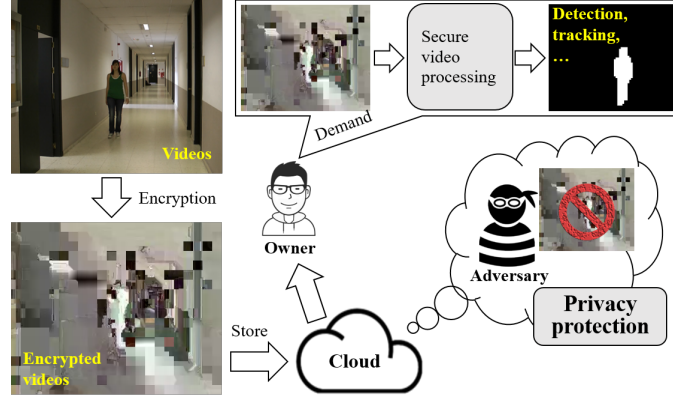 Videos
Encryption
Encrypted
videos
Store
Cloud
Owner
Demand
Secure
video
processing
Detection,
tracking,
…
Adversary
Privacy
protection